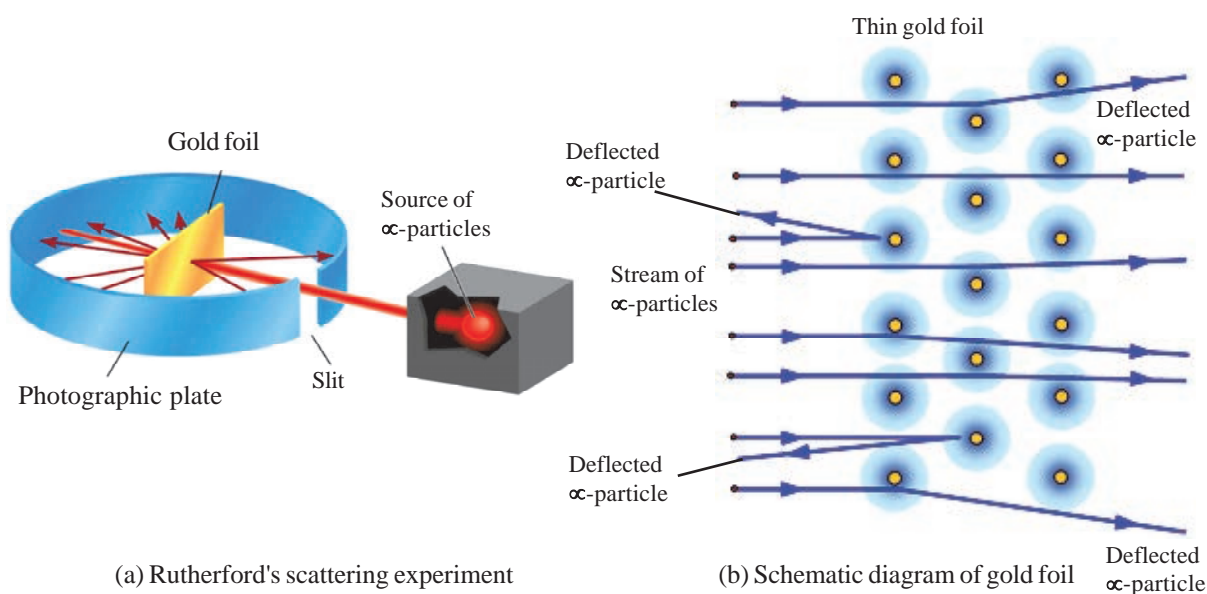 Gold foil
Source of
∝-particles
Slit
Photographic plate
(a) Rutherford's scattering experiment
Thin gold foil
Deflected
∝-particle
Deflected
∝-particle
Stream of
∝-particles
Deflected
∝-particle
Deflected
∝-particle
(b) Schematic diagram of gold foil